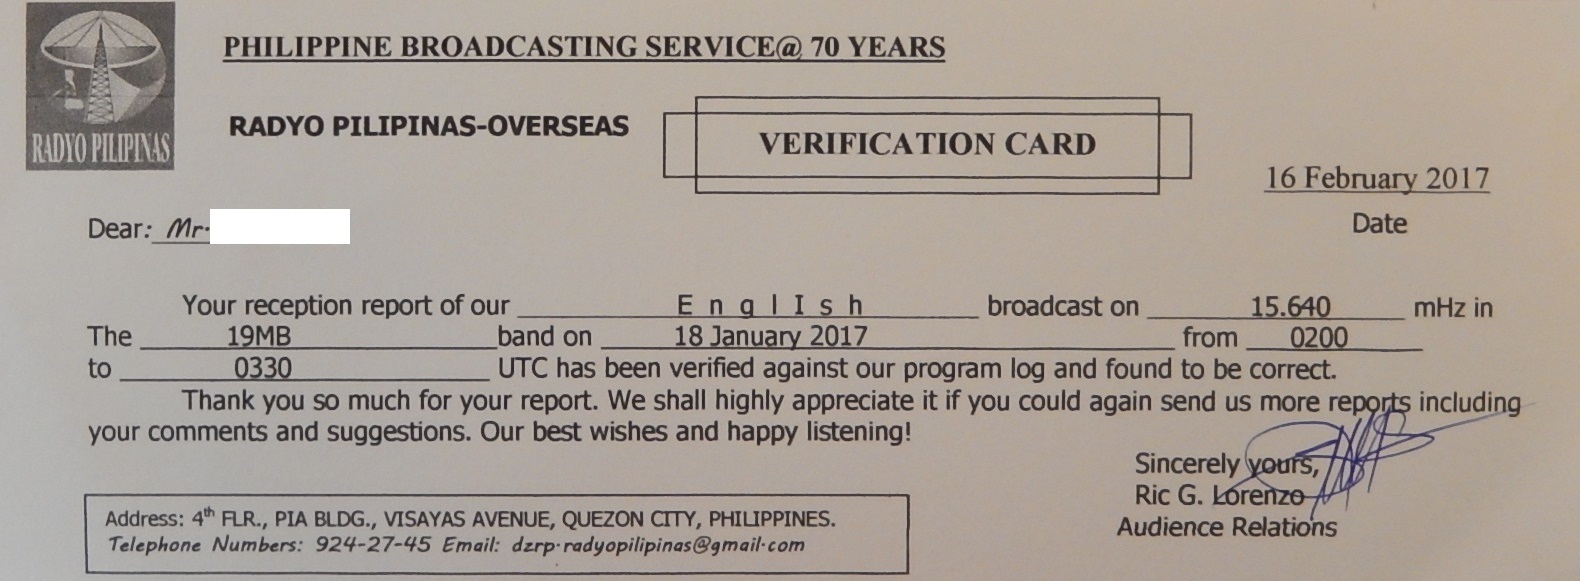 RADYO PILIPINAS
PHILIPPINE BROADCASTING SERVICE@ 70 YEARS
RADYO PILIPINAS-OVERSEAS
VERIFICATION CARD
16 February 2017
Date
Dear: Mr.
Your reception report of our E n g l I s h broadcast on 15.640 mHz in
The 19MB band on 18 January 2017 from 0200
to 0330 UTC has been verified against our program log and found to be correct.
Thank you so much for your report. We shall highly appreciate it if you could again send us more reports including
your comments and suggestions. Our best wishes and happy listening!
Sincerely yours,
Ric G. Lorenzo
Audience Relations
Address: 4th FLR., PIA BLDG., VISAYAS AVENUE, QUEZON CITY, PHILIPPINES.
Telephone Numbers: 924-27-45 Email: dzrp.radyopilipinas@gmail.com